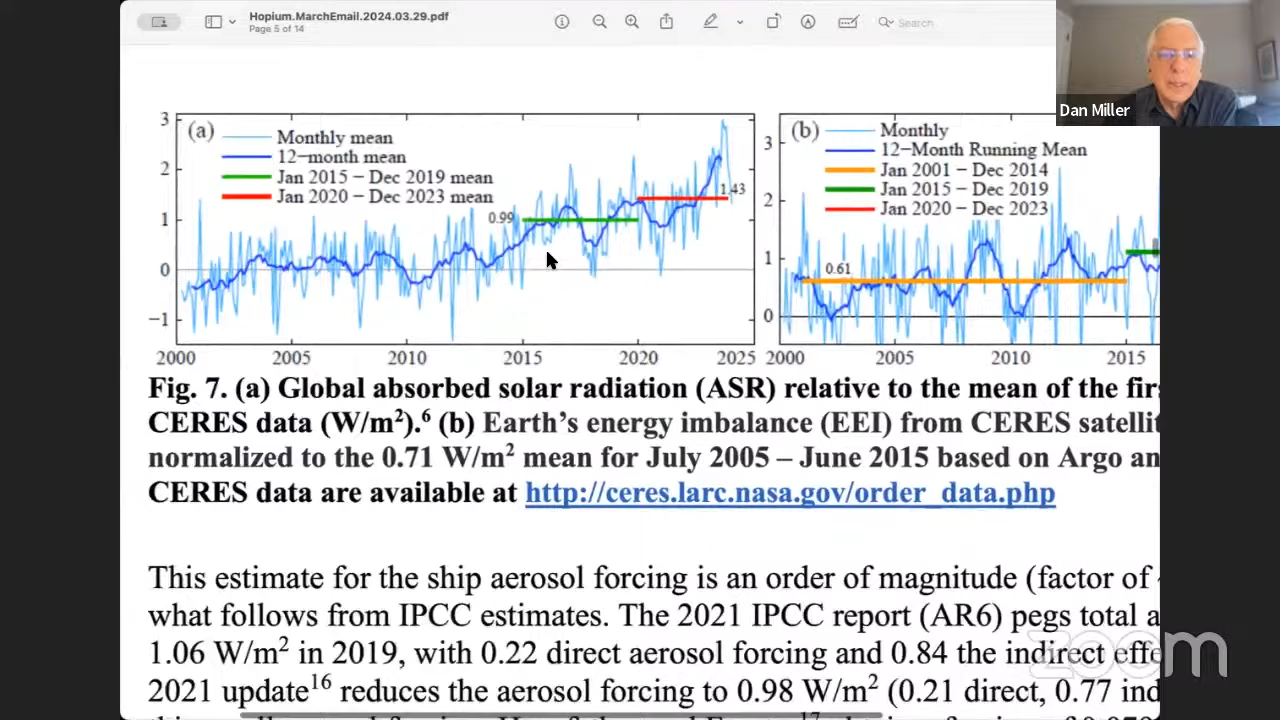 Hopium.MarchEmail.2024.03.29.pdf
Page 5 of 14
Search
Dan Miller
(a)
Monthly mean
12−month mean
Jan 2015 − Dec 2019 mean
Jan 2020 − Dec 2023 mean
0.99
1.43
3
2
1
0
−1
2000 2005 2010 2015 2020 2025
(b)
Monthly
12−Month Running Mean
Jan 2001 − Dec 2014
Jan 2015 − Dec 2019
Jan 2020 − Dec 2023
0.61
3
2
1
0
2000 2005 2010 2015
Fig. 7. (a) Global absorbed solar radiation (ASR) relative to the mean of the fir
CERES data (W/m²).⁶ (b) Earth’s energy imbalance (EEI) from CERES satellit
normalized to the 0.71 W/m² mean for July 2005 – June 2015 based on Argo an
CERES data are available at http://ceres.larc.nasa.gov/order_data.php
This estimate for the ship aerosol forcing is an order of magnitude (factor of
what follows from IPCC estimates. The 2021 IPCC report (AR6) pegs total a
1.06 W/m² in 2019, with 0.22 direct aerosol forcing and 0.84 the indirect effe
2021 update¹⁶ reduces the aerosol forcing to 0.98 W/m² (0.21 direct, 0.77 ind
zoom